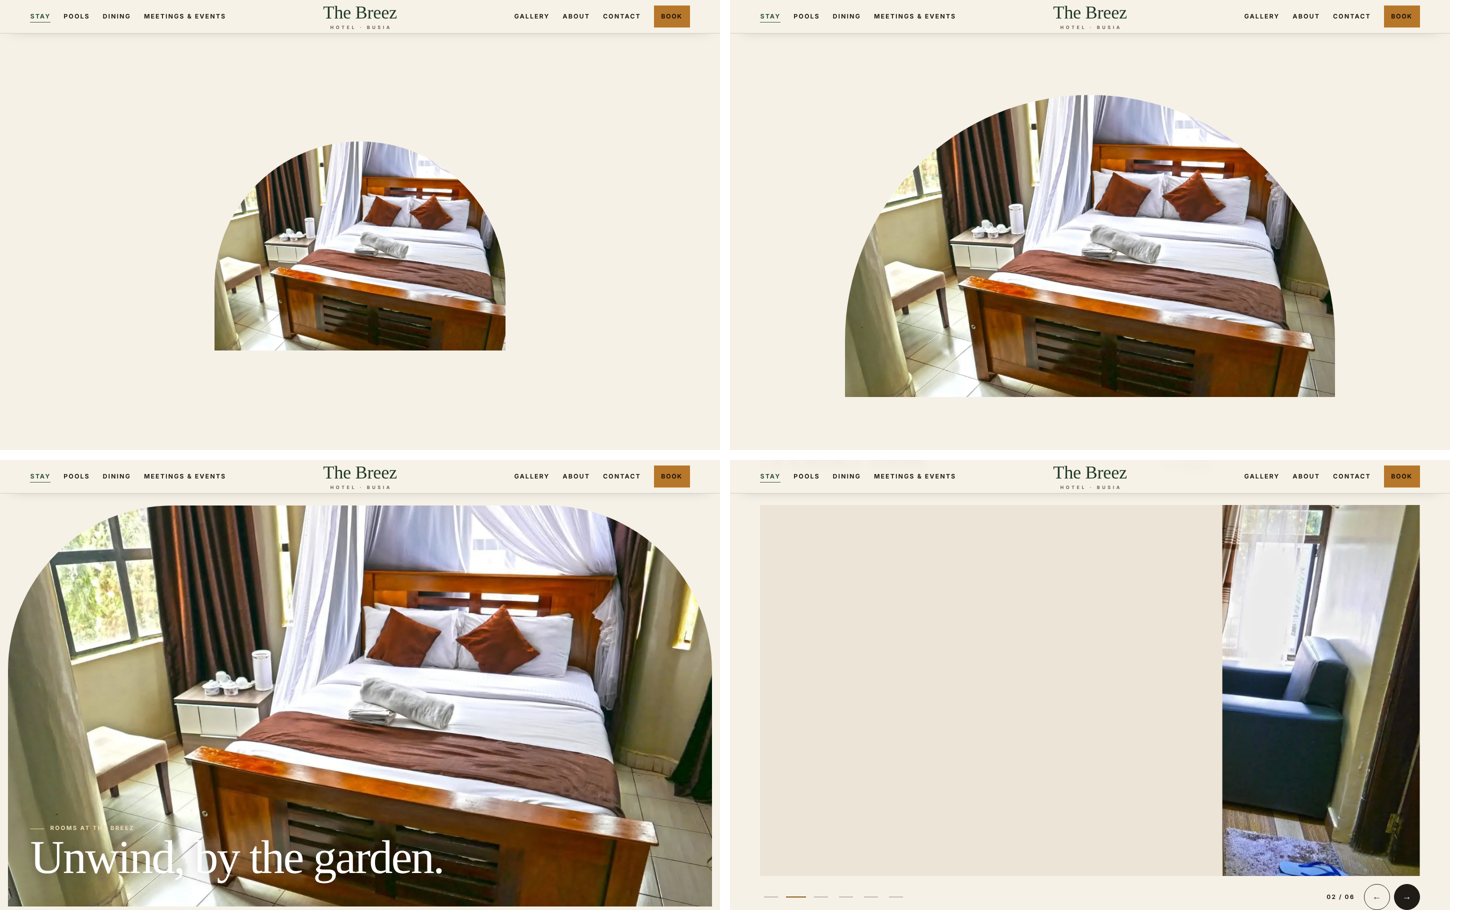 STAY POOLS DINING MEETINGS & EVENTS The Breez GALLERY ABOUT CONTACT BOOK
HOTEL · BUSIA
STAY POOLS DINING MEETINGS & EVENTS The Breez GALLERY ABOUT CONTACT BOOK
HOTEL · BUSIA
STAY POOLS DINING MEETINGS & EVENTS The Breez GALLERY ABOUT CONTACT BOOK
HOTEL · BUSIA
ROOMS AT THE BREEZ
Unwind, by the garden.
STAY POOLS DINING MEETINGS & EVENTS The Breez GALLERY ABOUT CONTACT BOOK
HOTEL · BUSIA
02 / 06 ← →